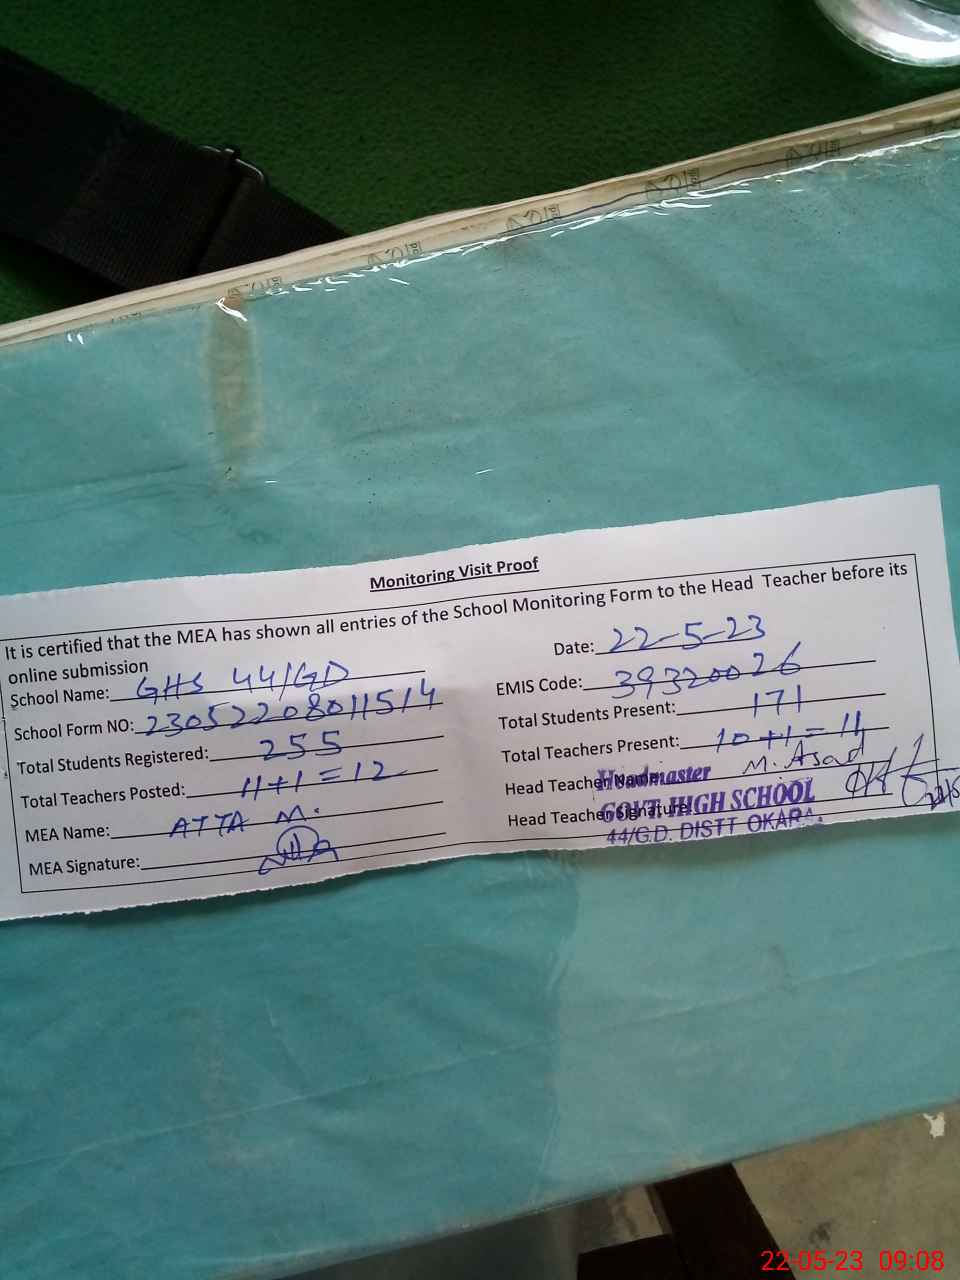 Monitoring Visit Proof
It is certified that the MEA has shown all entries of the School Monitoring Form to the Head Teacher before its
online submission
School Name: GHS 44/GD
Date: 22-5-23
School Form NO: 23052208011514
EMIS Code: 39320026
Total Students Registered: 255
Total Students Present: 171
Total Teachers Posted: 11+1=12
Total Teachers Present: 10+1=11
MEA Name: ATTA M.
Head Teacher Name: M. Asad
MEA Signature:
Head Teacher Signature:
Headmaster
GOVT. HIGH SCHOOL
44/G.D. DISTT OKARA.
22-05-23 09:08